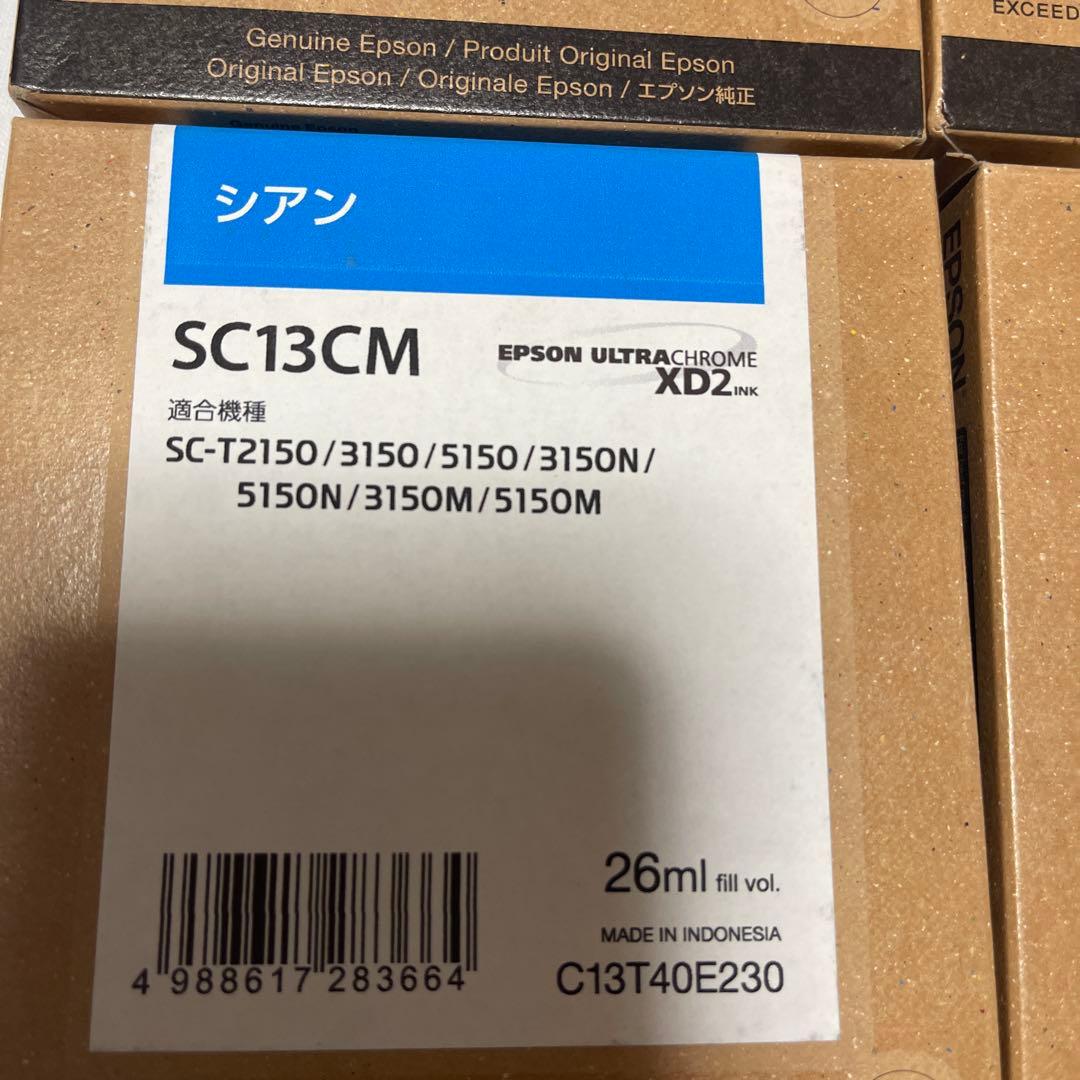 EXCEED
Genuine Epson / Produit Original Epson
Original Epson / Originale Epson / エプソン純正
Genuine Epson
シアン
SC13CM
EPSON ULTRACHROME
XD2 INK
適合機種
SC-T2150/3150/5150/3150N/
5150N/3150M/5150M
EPSON
26ml fill vol.
MADE IN INDONESIA
C13T40E230
4 988617 283664